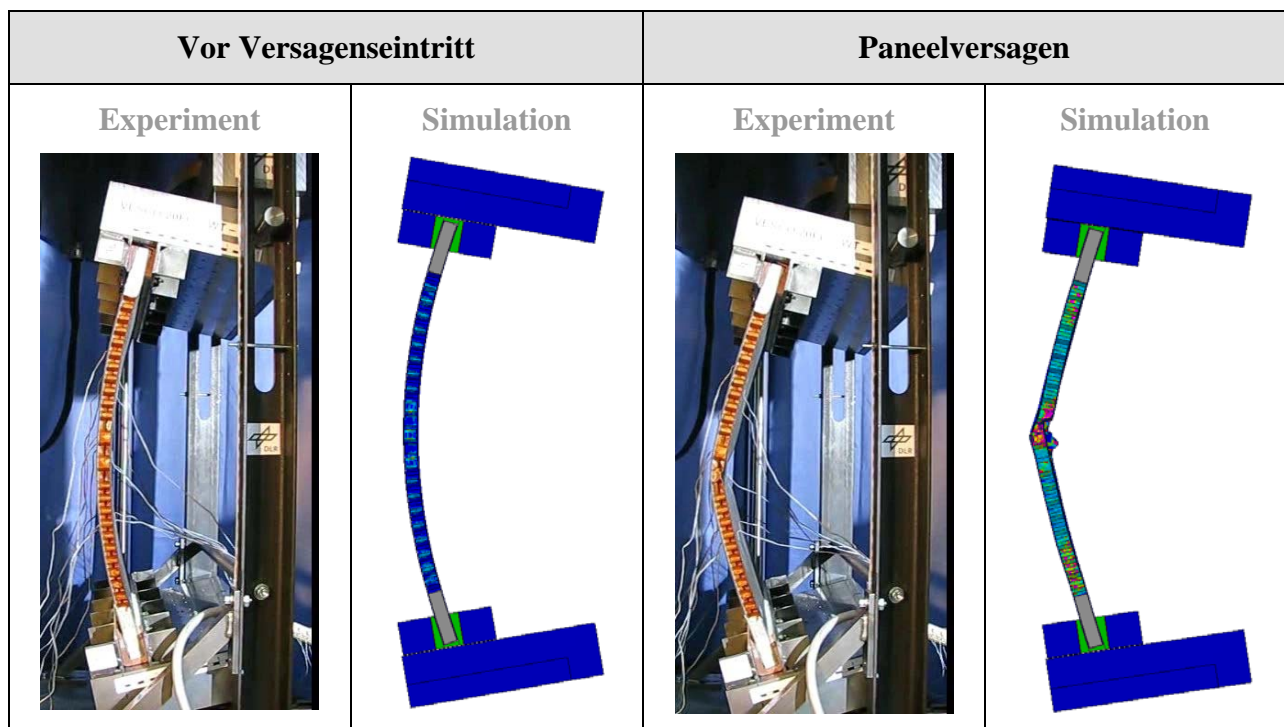 Vor Versagenseintritt
Paneelversagen
Experiment
Simulation
Experiment
Simulation
DLR
DLR